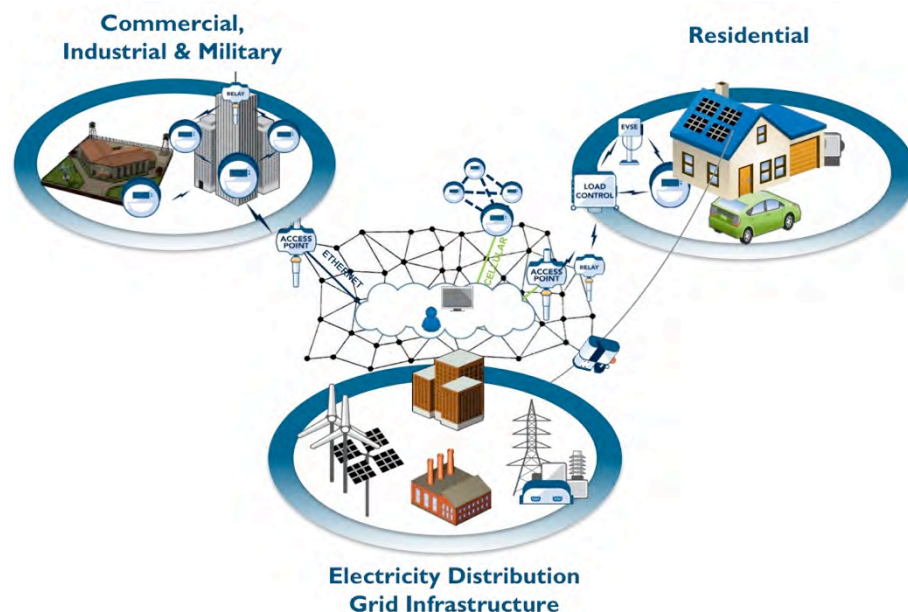 Commercial,
Industrial & Military
Residential
RELAY
EVSE
LOAD
CONTROL
ACCESS
POINT
ETHERNET
CELLULAR
ACCESS
POINT
RELAY
Electricity Distribution
Grid Infrastructure